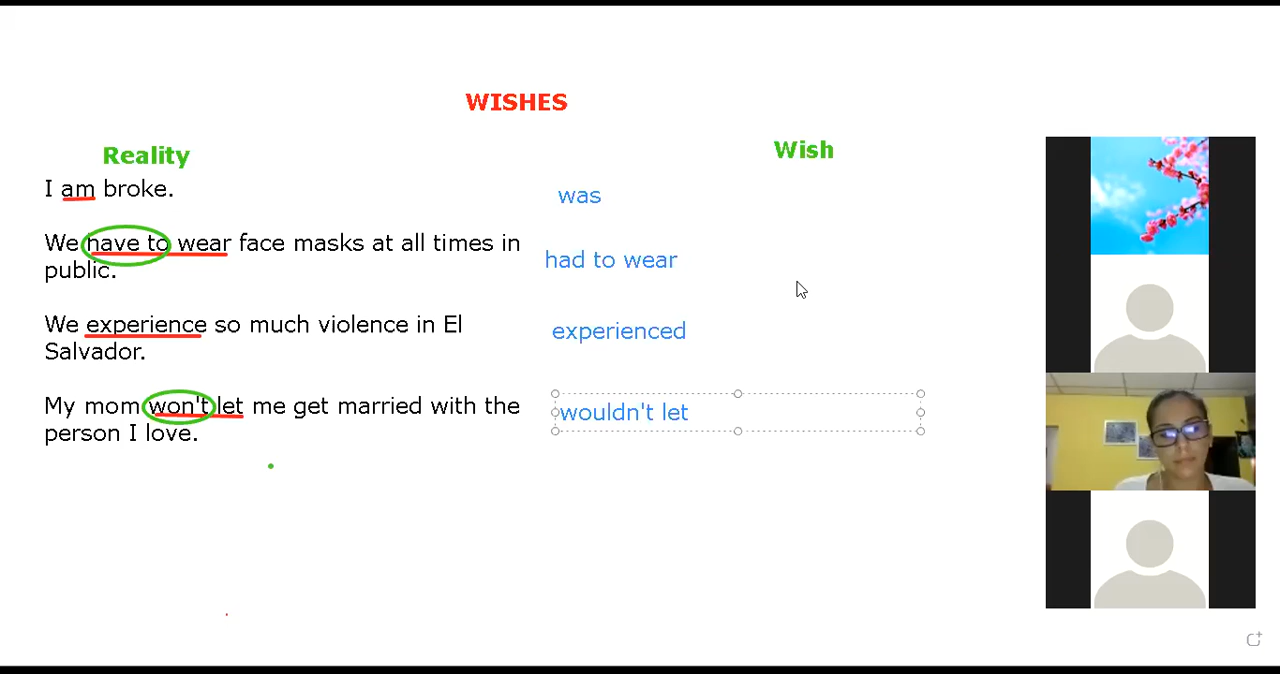 WISHES
Reality
Wish
I am broke.
was
We have to wear face masks at all times in
public.
had to wear
We experience so much violence in El
Salvador.
experienced
My mom won't let me get married with the
person I love.
wouldn't let